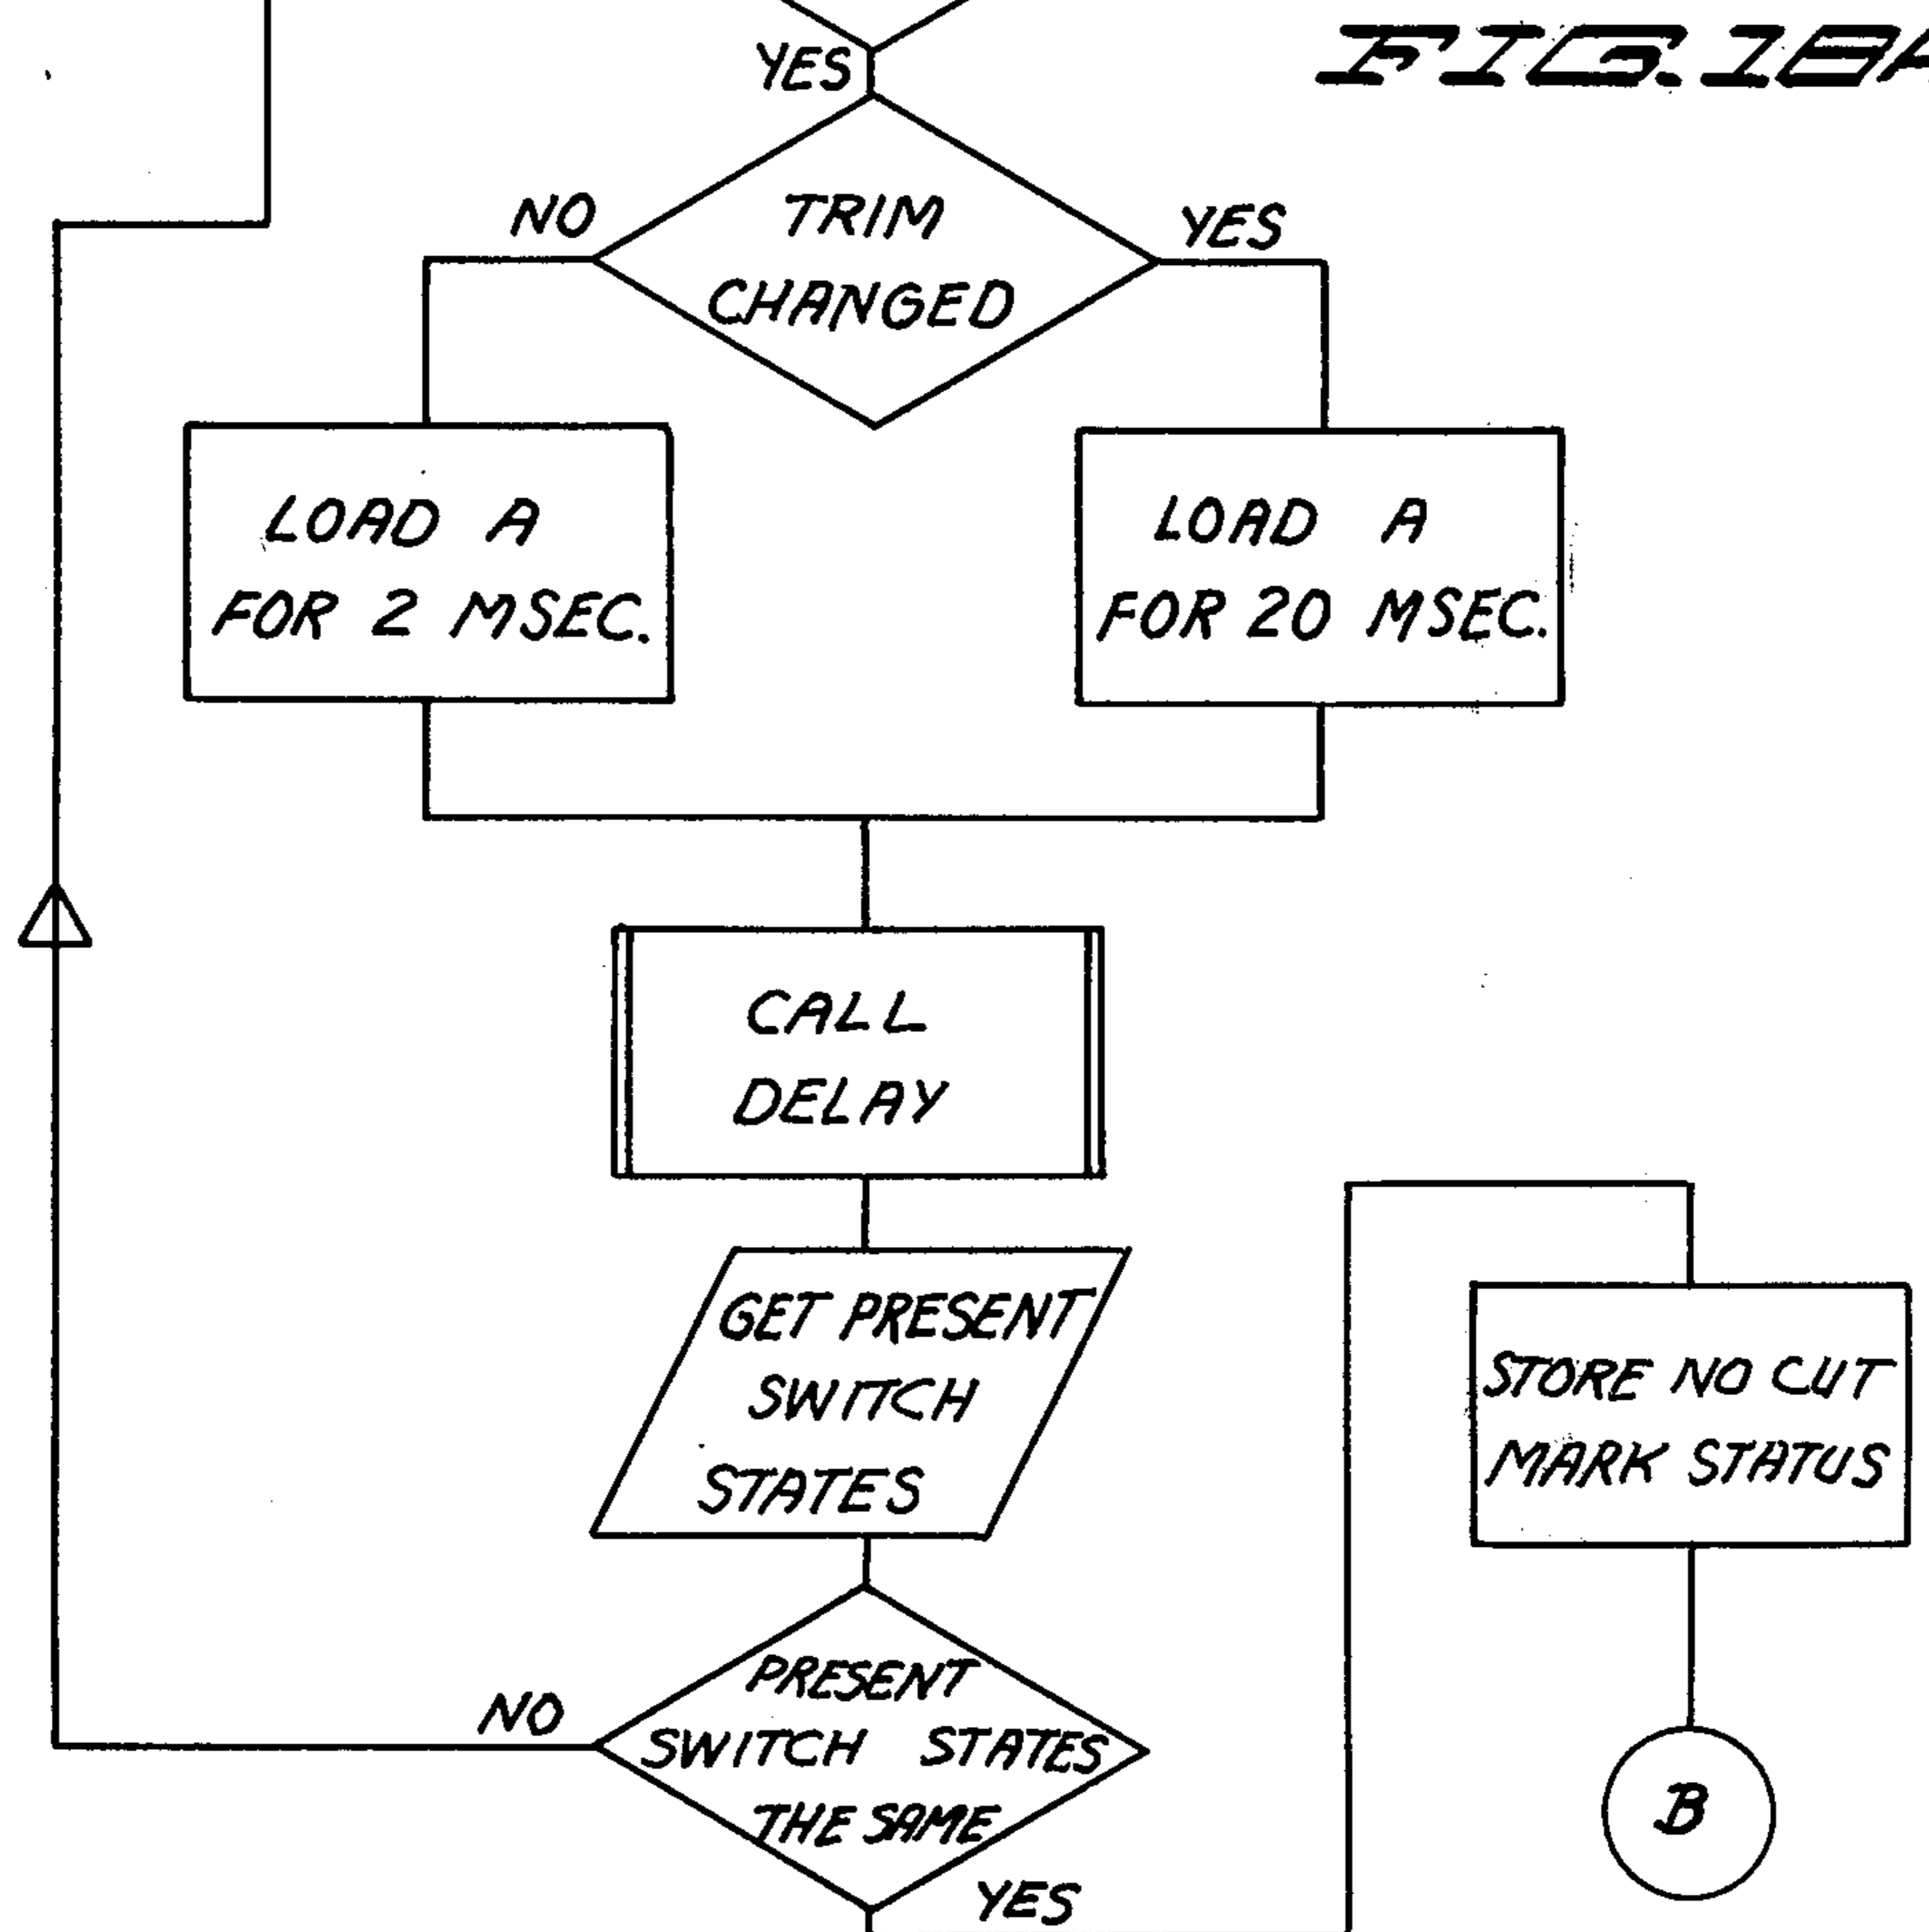 FIG. 18A
YES
NO
YES
TRIM
CHANGED
LOAD A
FOR 2 MSEC.
LOAD A
FOR 20 MSEC.
CALL
DELAY
GET PRESENT
SWITCH
STATES
STORE NO CUT
MARK STATUS
NO
PRESENT
SWITCH STATES
THE SAME
YES
B